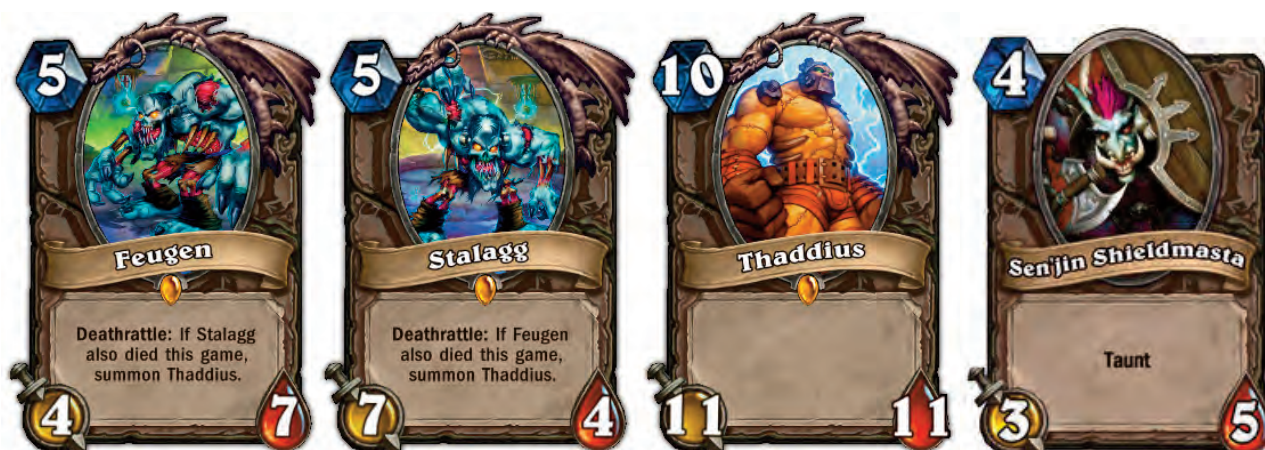 5
Feugen
Deathrattle: If Stalagg
also died this game,
summon Thaddius.
4
7
5
Stalagg
Deathrattle: If Feugen
also died this game,
summon Thaddius.
7
4
10
Thaddius
11
11
4
Sen'jin Shieldmasta
Taunt
3
5